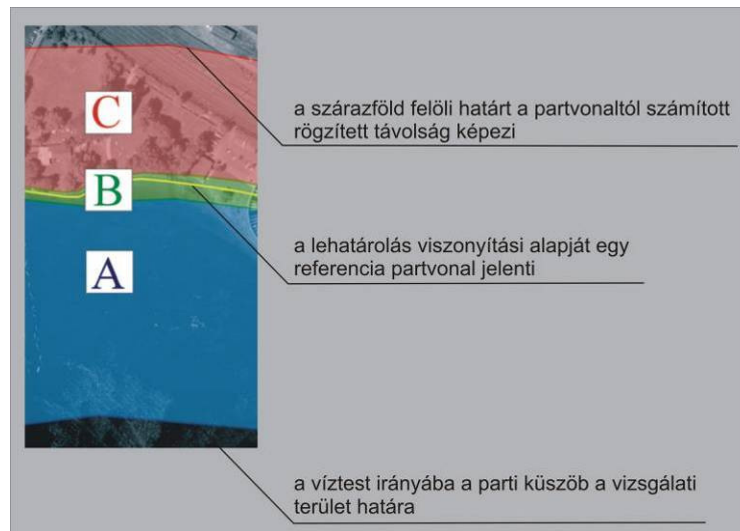 C
a szárazföld felöli határt a partvonaltól számított
rögzített távolság képezi
B
a lehatárolás viszonyítási alapját egy
referencia partvonal jelenti
A
a víztest irányába a parti küszöb a vizsgálati
terület határa